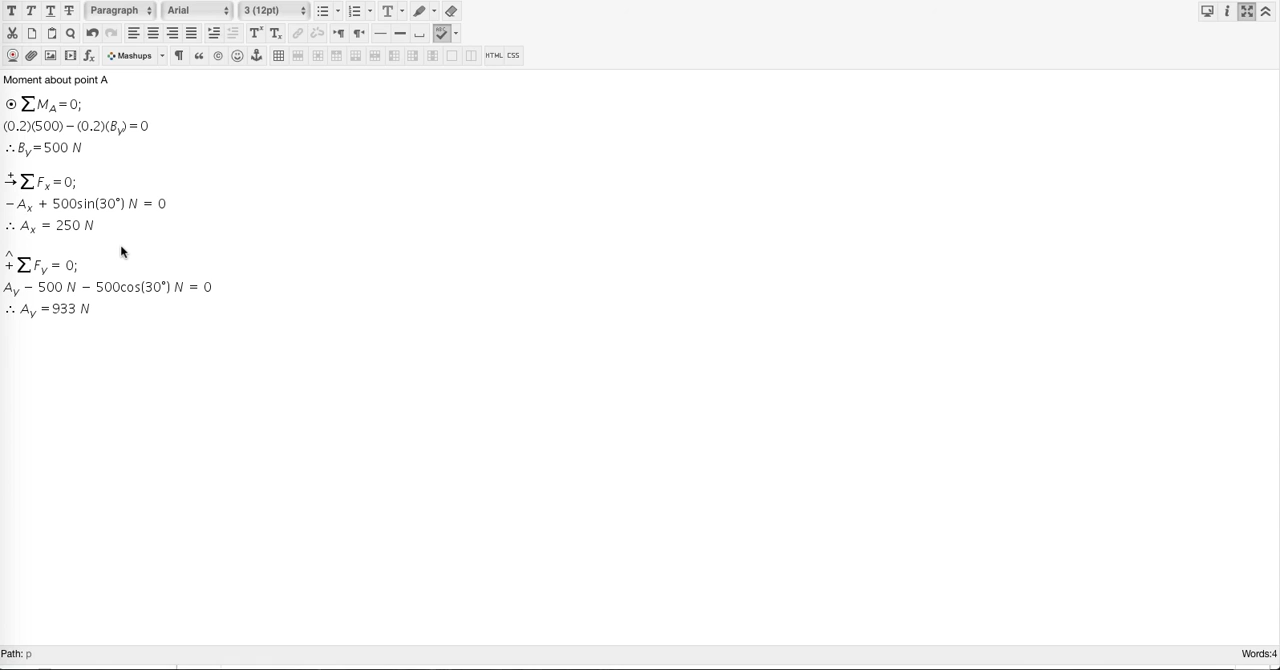 Paragraph Arial 3 (12pt)
Mashups HTML CSS
Moment about point A
⊙ ∑ M_A = 0;
(0.2)(500) − (0.2)(B_y) = 0
∴ B_y = 500 N
→+ ∑ F_x = 0;
− A_x + 500sin(30°) N = 0
∴ A_x = 250 N
^+ ∑ F_y = 0;
A_y − 500 N − 500cos(30°) N = 0
∴ A_y = 933 N
Path: p Words:4